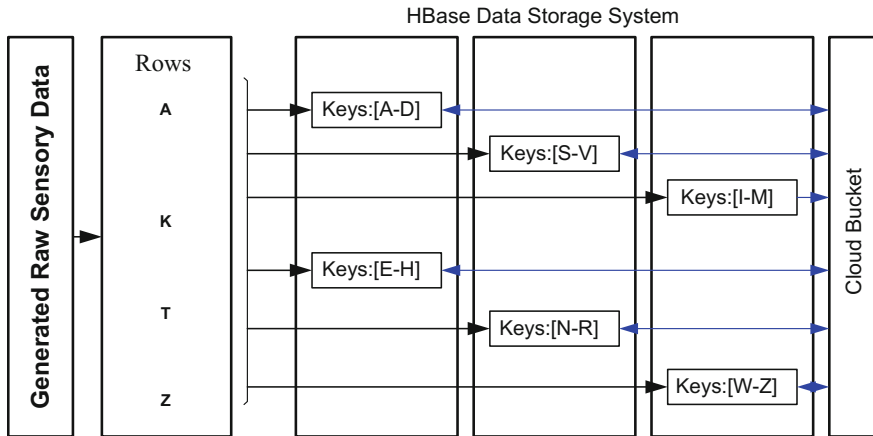 HBase Data Storage System
Generated Raw Sensory Data
Rows
A
K
T
Z
Keys:[A-D]
Keys:[S-V]
Keys:[I-M]
Keys:[E-H]
Keys:[N-R]
Keys:[W-Z]
Cloud Bucket